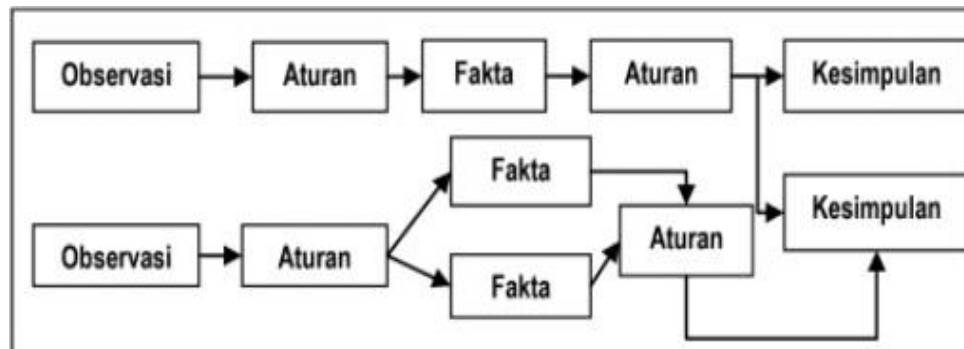 Observasi
Aturan
Fakta
Aturan
Kesimpulan
Fakta
Kesimpulan
Observasi
Aturan
Aturan
Fakta